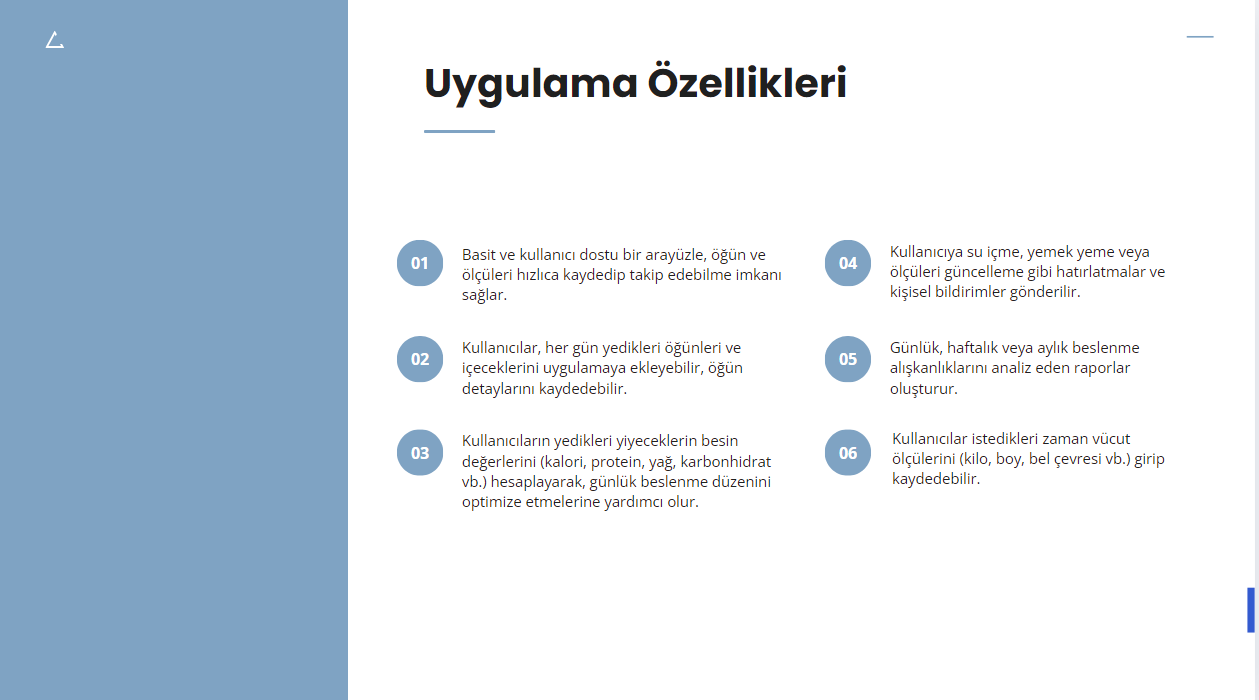 Uygulama Özellikleri
01
Basit ve kullanıcı dostu bir arayüzle, öğün ve
ölçüleri hızlıca kaydedip takip edebilme imkanı
sağlar.
02
Kullanıcılar, her gün yedikleri öğünleri ve
içeceklerini uygulamaya ekleyebilir, öğün
detaylarını kaydedebilir.
03
Kullanıcıların yedikleri yiyeceklerin besin
değerlerini (kalori, protein, yağ, karbonhidrat
vb.) hesaplayarak, günlük beslenme düzenini
optimize etmelerine yardımcı olur.
04
Kullanıcıya su içme, yemek yeme veya
ölçüleri güncelleme gibi hatırlatmalar ve
kişisel bildirimler gönderilir.
05
Günlük, haftalık veya aylık beslenme
alışkanlıklarını analiz eden raporlar
oluşturur.
06
Kullanıcılar istedikleri zaman vücut
ölçülerini (kilo, boy, bel çevresi vb.) girip
kaydedebilir.